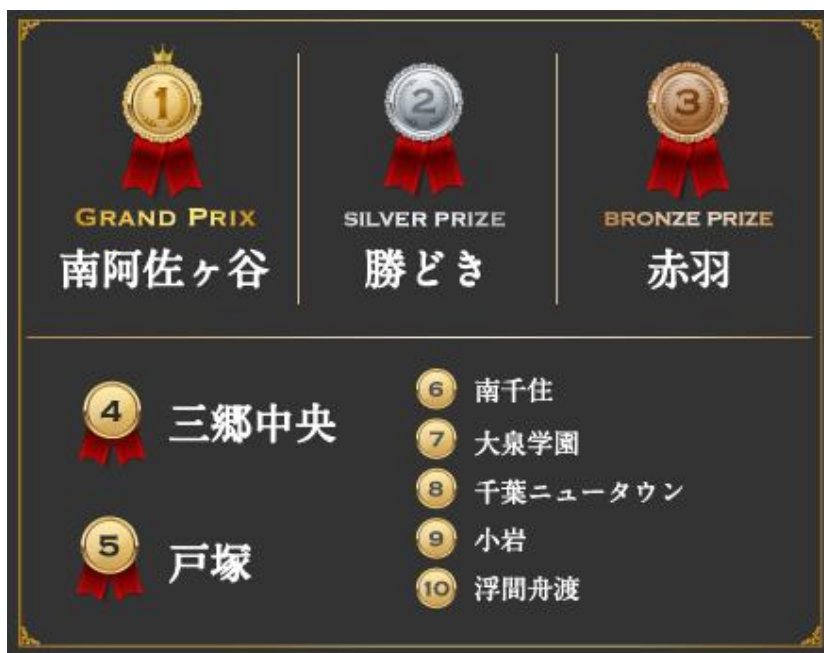 1
GRAND PRIX
南阿佐ヶ谷
2
SILVER PRIZE
勝どき
3
BRONZE PRIZE
赤羽
4
三郷中央
5
戸塚
6 南千住
7 大泉学園
8 千葉ニュータウン
9 小岩
10 浮間舟渡